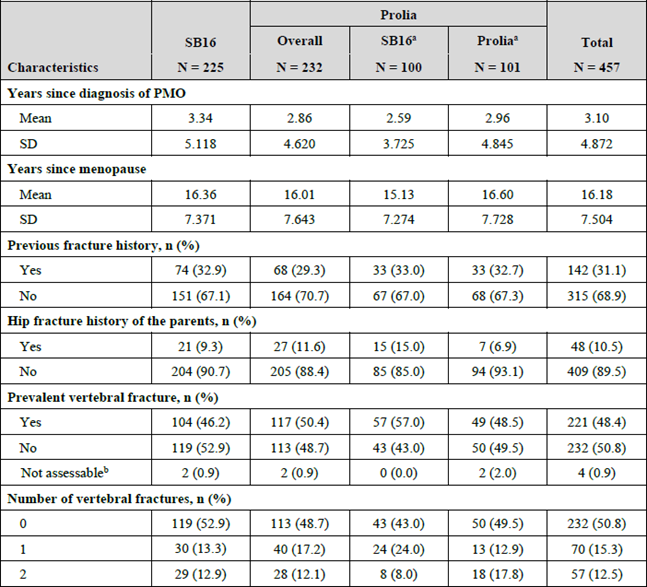 Prolia
SB16 Overall SB16ᵃ Proliaᵃ Total
Characteristics N = 225 N = 232 N = 100 N = 101 N = 457
Years since diagnosis of PMO
Mean 3.34 2.86 2.59 2.96 3.10
SD 5.118 4.620 3.725 4.845 4.872
Years since menopause
Mean 16.36 16.01 15.13 16.60 16.18
SD 7.371 7.643 7.274 7.728 7.504
Previous fracture history, n (%)
Yes 74 (32.9) 68 (29.3) 33 (33.0) 33 (32.7) 142 (31.1)
No 151 (67.1) 164 (70.7) 67 (67.0) 68 (67.3) 315 (68.9)
Hip fracture history of the parents, n (%)
Yes 21 (9.3) 27 (11.6) 15 (15.0) 7 (6.9) 48 (10.5)
No 204 (90.7) 205 (88.4) 85 (85.0) 94 (93.1) 409 (89.5)
Prevalent vertebral fracture, n (%)
Yes 104 (46.2) 117 (50.4) 57 (57.0) 49 (48.5) 221 (48.4)
No 119 (52.9) 113 (48.7) 43 (43.0) 50 (49.5) 232 (50.8)
Not assessableᵇ 2 (0.9) 2 (0.9) 0 (0.0) 2 (2.0) 4 (0.9)
Number of vertebral fractures, n (%)
0 119 (52.9) 113 (48.7) 43 (43.0) 50 (49.5) 232 (50.8)
1 30 (13.3) 40 (17.2) 24 (24.0) 13 (12.9) 70 (15.3)
2 29 (12.9) 28 (12.1) 8 (8.0) 18 (17.8) 57 (12.5)